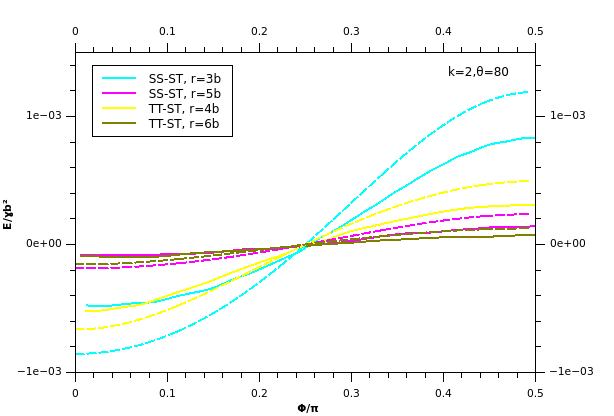 0 0.1 0.2 0.3 0.4 0.5
k=2,θ=80
SS-ST, r=3b
SS-ST, r=5b
TT-ST, r=4b
TT-ST, r=6b
1e−03 1e−03
E/ɣb²
0e+00 0e+00
−1e−03 −1e−03
0 0.1 0.2 0.3 0.4 0.5
Φ/π